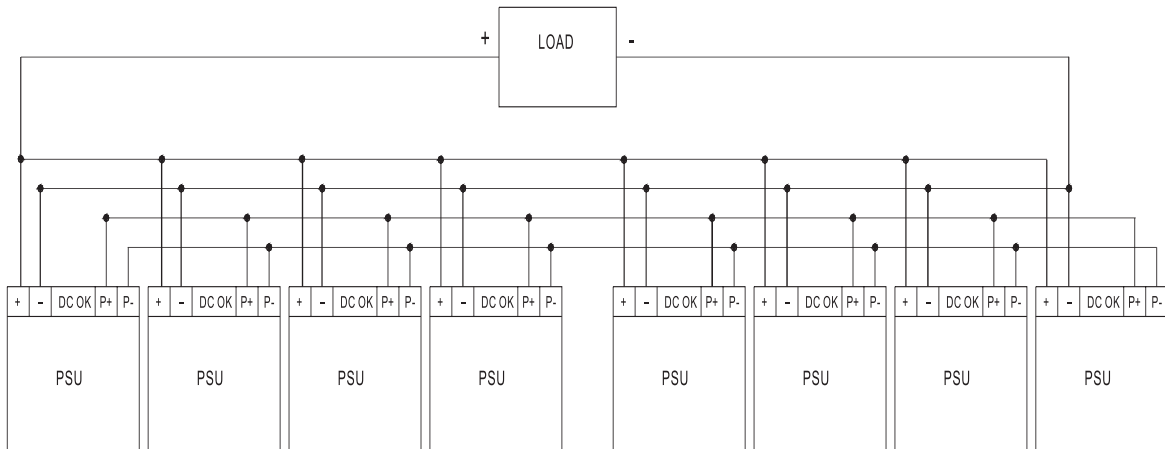 + LOAD -
+ - DC OK P+ P- + - DC OK P+ P- + - DC OK P+ P- + - DC OK P+ P- + - DC OK P+ P- + - DC OK P+ P- + - DC OK P+ P- + - DC OK P+ P-
PSU PSU PSU PSU PSU PSU PSU PSU